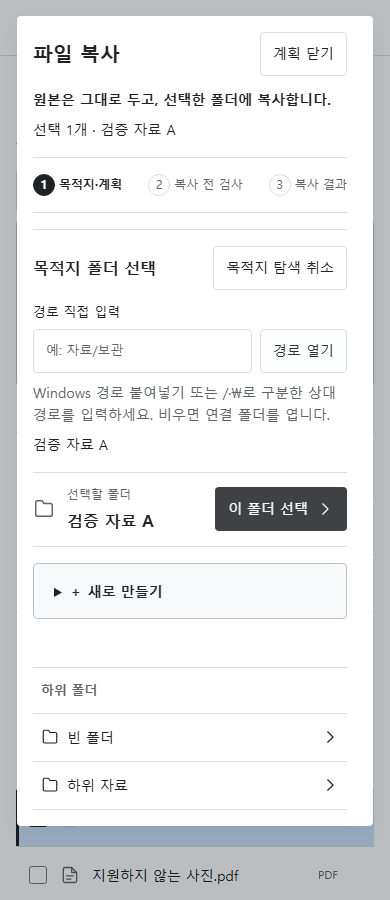 파일 복사
계획 닫기
원본은 그대로 두고, 선택한 폴더에 복사합니다.
선택 1개 · 검증 자료 A
1 목적지·계획
2 복사 전 검사
3 복사 결과
목적지 폴더 선택
목적지 탐색 취소
경로 직접 입력
예: 자료/보관
경로 열기
Windows 경로 붙여넣기 또는 /·₩로 구분한 상대
경로를 입력하세요. 비우면 연결 폴더를 엽니다.
검증 자료 A
선택할 폴더
검증 자료 A
이 폴더 선택
+ 새로 만들기
하위 폴더
빈 폴더
하위 자료
지원하지 않는 사진.pdf
PDF